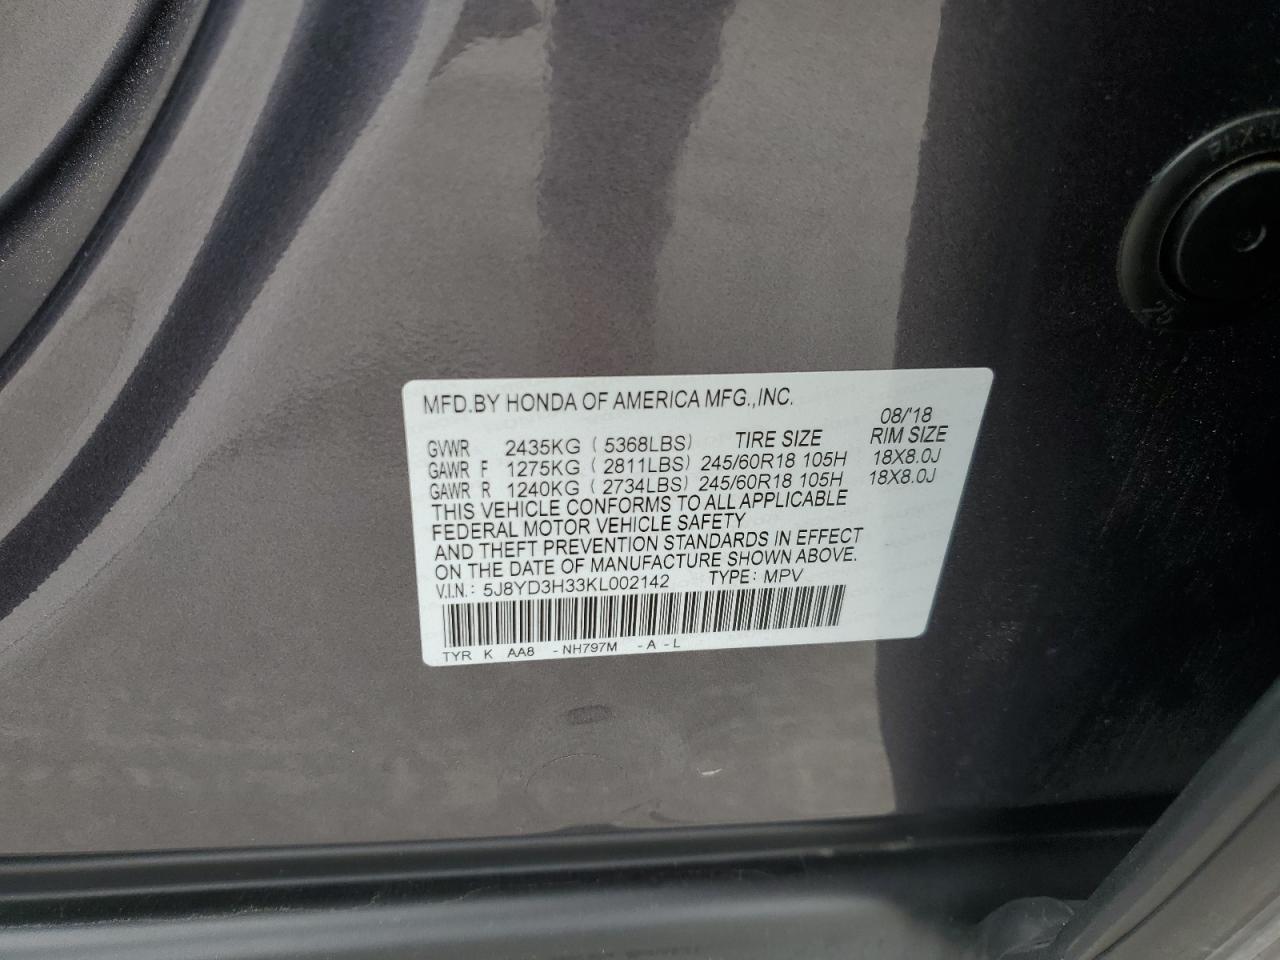 MFD.BY HONDA OF AMERICA MFG.,INC.
08/'18
GVWR 2435KG ( 5368LBS) TIRE SIZE RIM SIZE
GAWR F 1275KG ( 2811LBS) 245/60R18 105H 18X8.0J
GAWR R 1240KG ( 2734LBS) 245/60R18 105H 18X8.0J
THIS VEHICLE CONFORMS TO ALL APPLICABLE
FEDERAL MOTOR VEHICLE SAFETY
AND THEFT PREVENTION STANDARDS IN EFFECT
ON THE DATE OF MANUFACTURE SHOWN ABOVE.
V.I.N.: 5J8YD3H33KL002142 TYPE: MPV
TYR K AA8 - NH797M - A - L